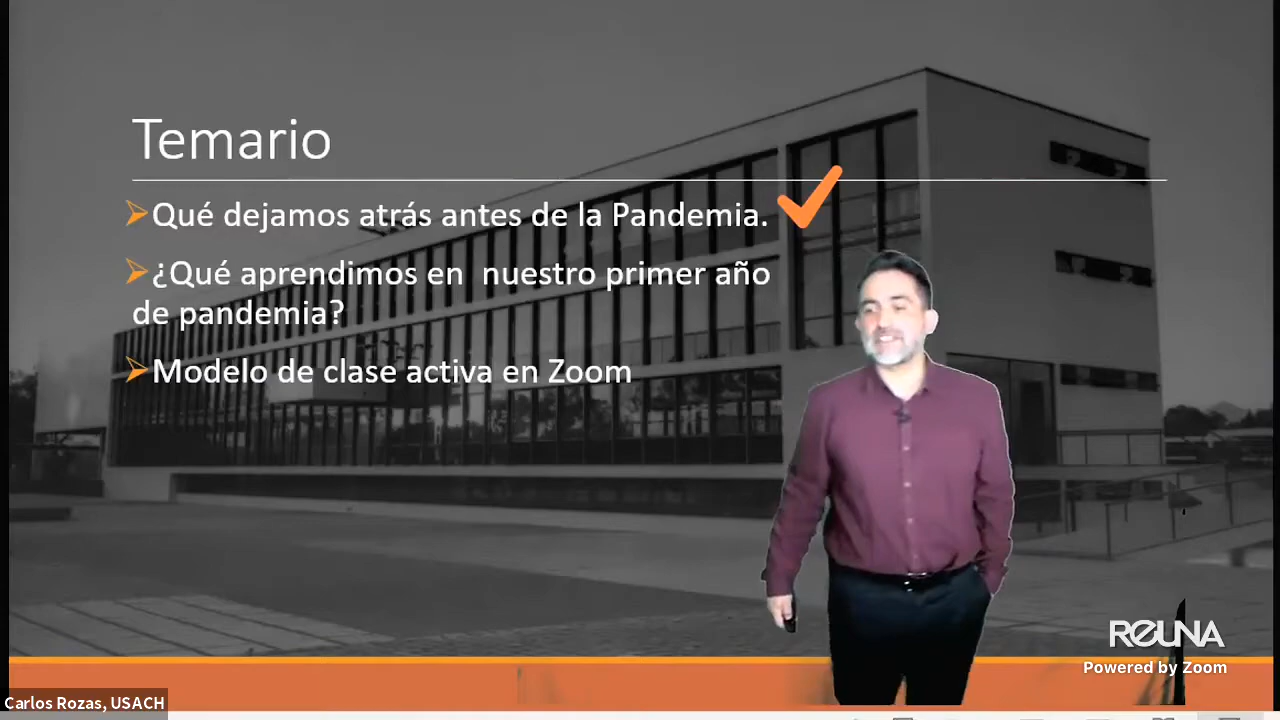 Temario
Qué dejamos atrás antes de la Pandemia.
¿Qué aprendimos en nuestro primer año
de pandemia?
Modelo de clase activa en Zoom
REUNA
Powered by Zoom
Carlos Rozas, USACH